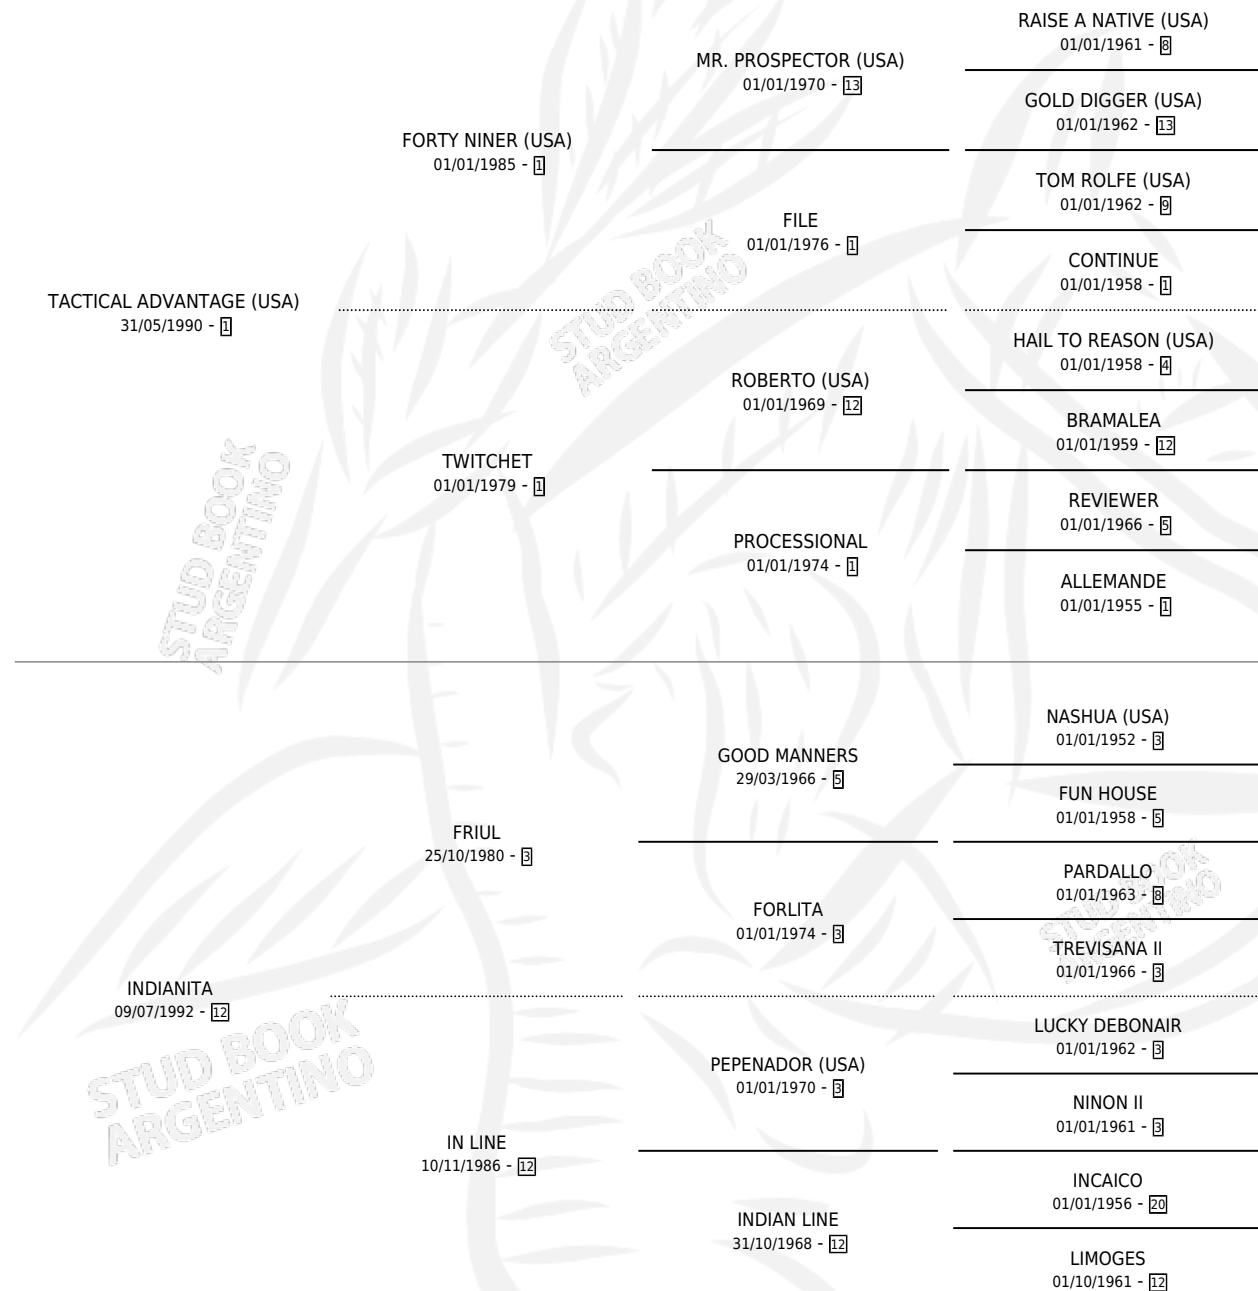 RAISE A NATIVE (USA)
01/01/1961 - 8
MR. PROSPECTOR (USA)
01/01/1970 - 13
GOLD DIGGER (USA)
01/01/1962 - 13
FORTY NINER (USA)
01/01/1985 - 1
TOM ROLFE (USA)
01/01/1962 - 9
FILE
01/01/1976 - 1
CONTINUE
01/01/1958 - 1
TACTICAL ADVANTAGE (USA)
31/05/1990 - 1
HAIL TO REASON (USA)
01/01/1958 - 4
ROBERTO (USA)
01/01/1969 - 12
BRAMALEA
01/01/1959 - 12
TWITCHET
01/01/1979 - 1
REVIEWER
01/01/1966 - 5
PROCESSIONAL
01/01/1974 - 1
ALLEMANDE
01/01/1955 - 1
NASHUA (USA)
01/01/1952 - 3
GOOD MANNERS
29/03/1966 - 5
FUN HOUSE
01/01/1958 - 5
FRIUL
25/10/1980 - 3
PARDALLO
01/01/1963 - 8
FORLITA
01/01/1974 - 3
TREVISANA II
01/01/1966 - 3
INDIANITA
09/07/1992 - 12
LUCKY DEBONAIR
01/01/1962 - 3
PEPENADOR (USA)
01/01/1970 - 3
NINON II
01/01/1961 - 3
IN LINE
10/11/1986 - 12
INCAICO
01/01/1956 - 20
INDIAN LINE
31/10/1968 - 12
LIMOGES
01/10/1961 - 12
STUD BOOK
ARGENTINO
STUD BOOK
ARGENTINO
STUD BOOK
ARGENTINO
STUD BOOK
ARGENTINO